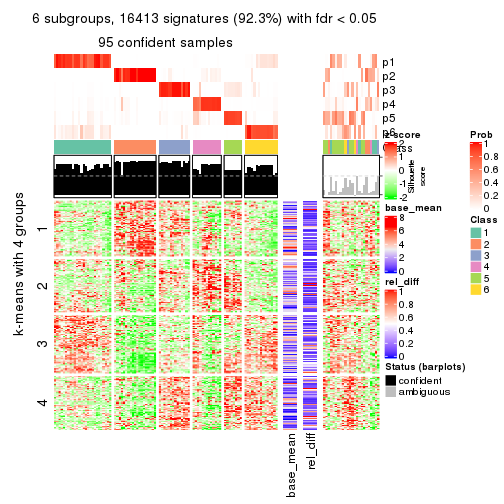 6 subgroups, 16413 signatures (92.3%) with fdr < 0.05
95 confident samples
p1
p2
p3
p4
p5
p6
Class
z-score
2
1
0
-1
-2
Silhouette
score
Prob
1
0.8
0.6
0.4
0.2
0
base_mean
8
6
4
2
0
Class
1
2
3
4
5
6
rel_diff
1
0.8
0.6
0.4
0.2
0
Status (barplots)
confident
ambiguous
k-means with 4 groups
1
2
3
4
base_mean
rel_diff